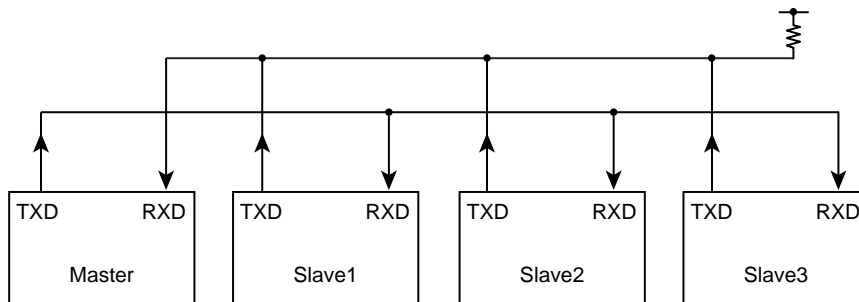 TXD RXD TXD RXD TXD RXD TXD RXD
Master Slave1 Slave2 Slave3